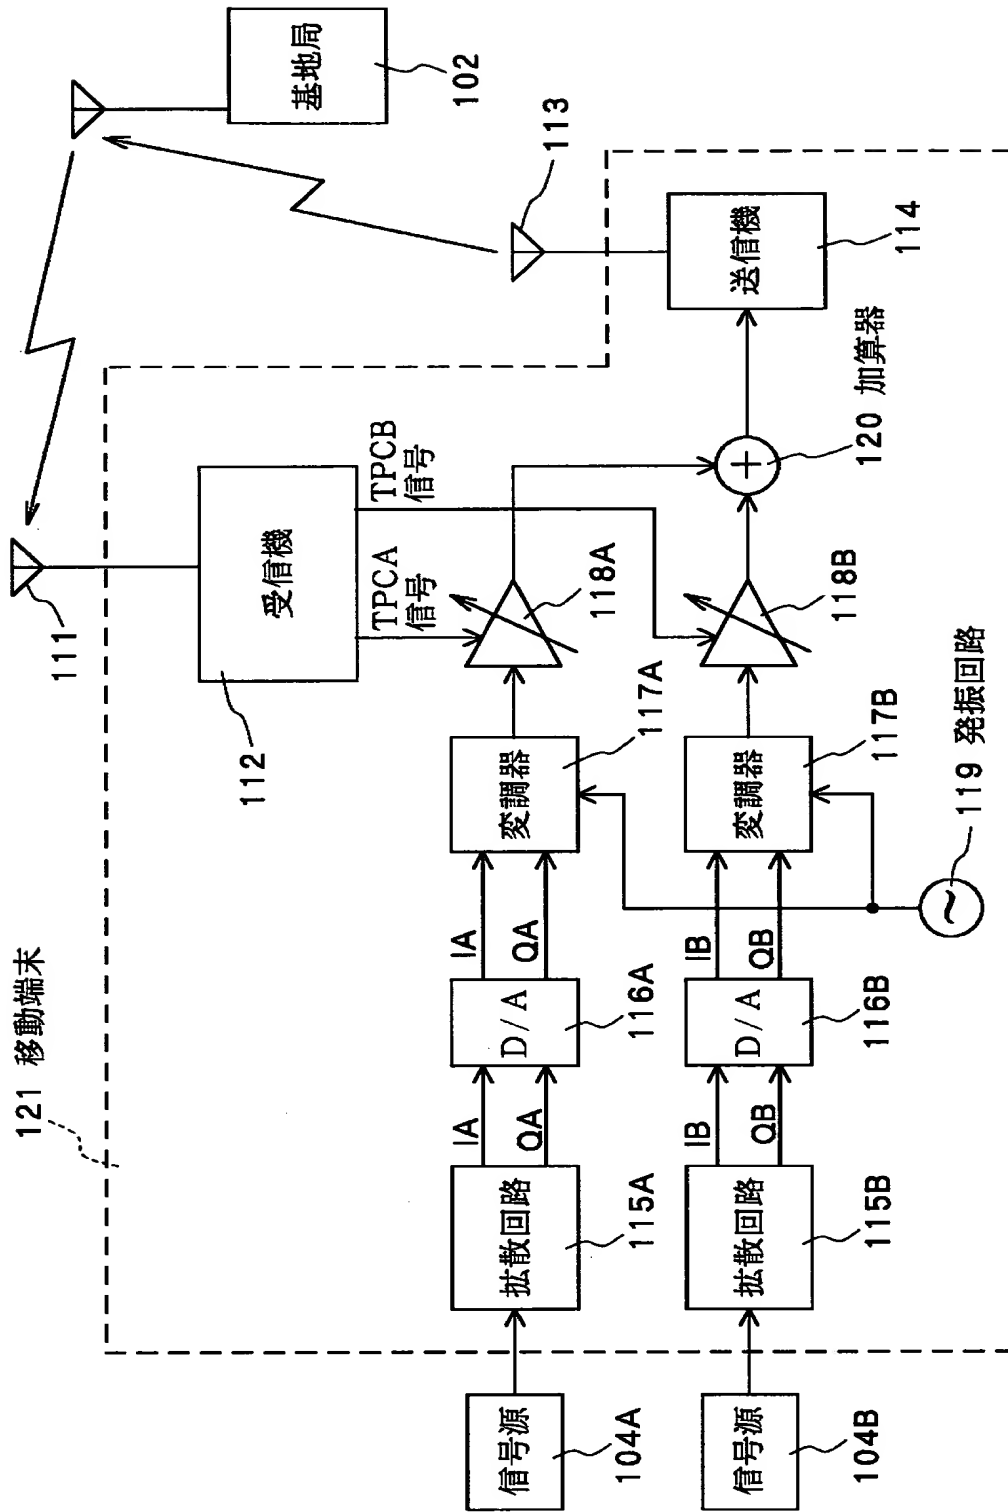 121 移動端末
111
112
受信機
TPCA
信号
TPCB
信号
基地局
102
113
信号源
104A
拡散回路
115A
IA
QA
D/A
116A
IA
QA
変調器
117A
118A
信号源
104B
拡散回路
115B
IB
QB
D/A
116B
IB
QB
変調器
117B
118B
119 発振回路
120 加算器
送信機
114